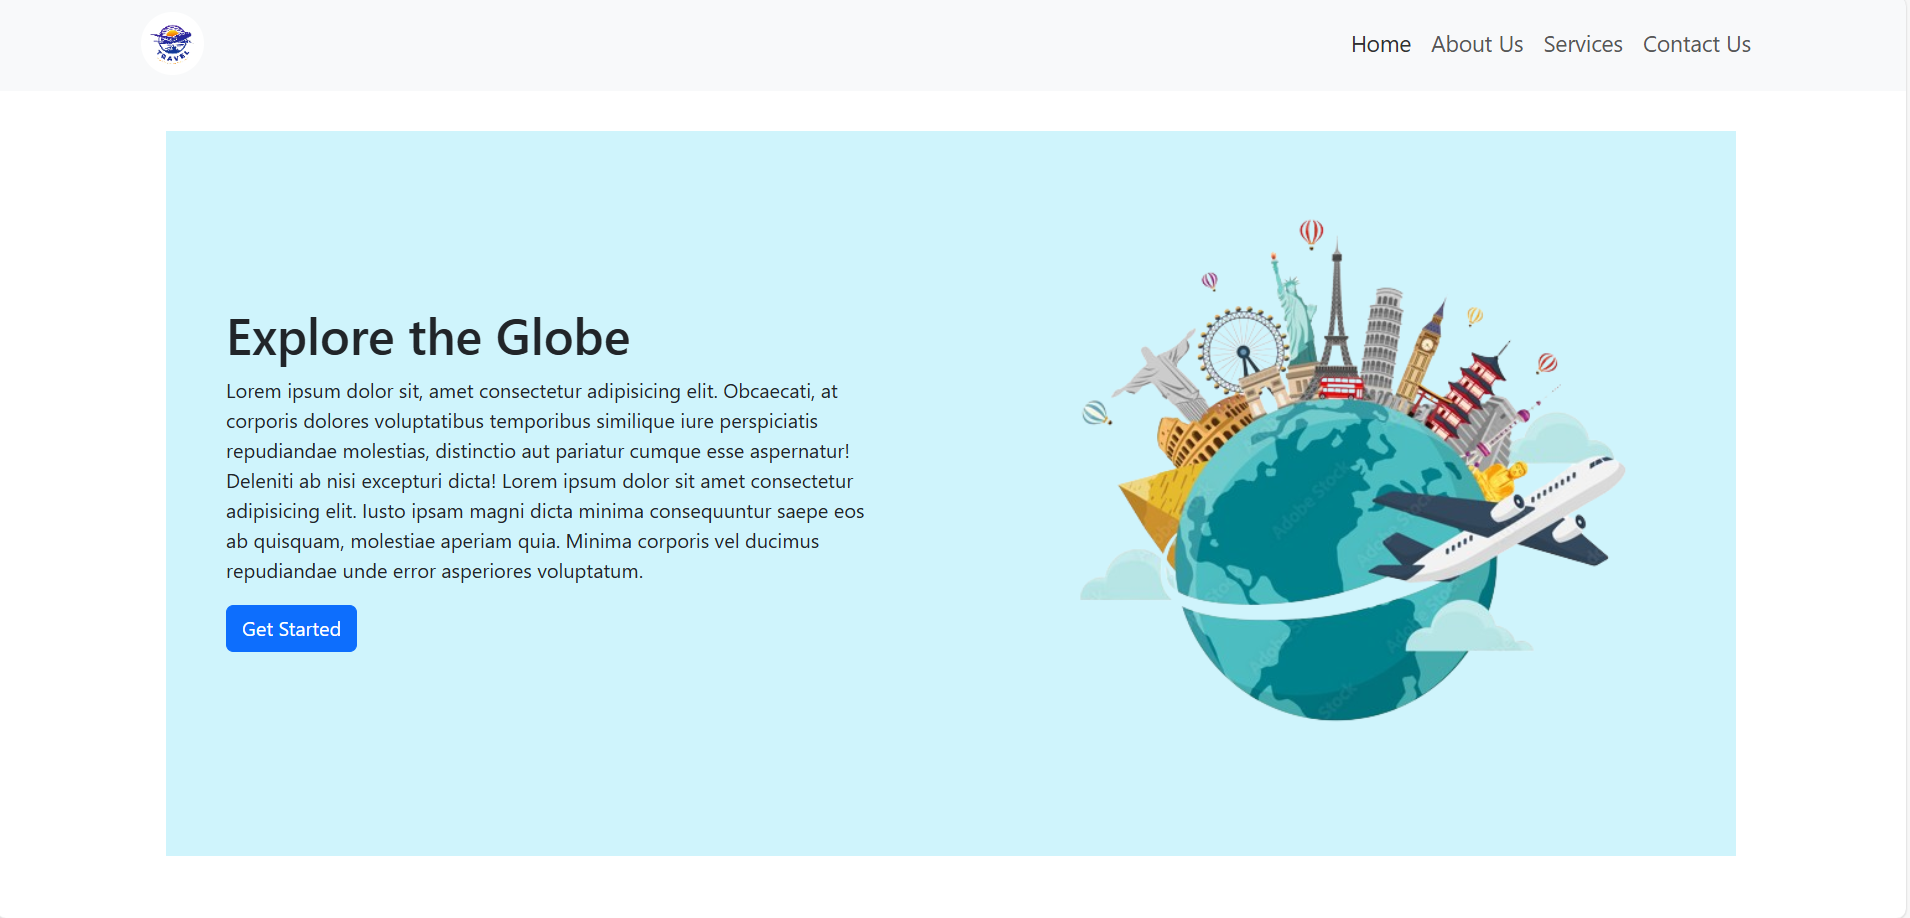 TRAVEL
Home About Us Services Contact Us
Explore the Globe
Lorem ipsum dolor sit, amet consectetur adipisicing elit. Obcaecati, at
corporis dolores voluptatibus temporibus similique iure perspiciatis
repudiandae molestias, distinctio aut pariatur cumque esse aspernatur!
Deleniti ab nisi excepturi dicta! Lorem ipsum dolor sit amet consectetur
adipisicing elit. Iusto ipsam magni dicta minima consequuntur saepe eos
ab quisquam, molestiae aperiam quia. Minima corporis vel ducimus
repudiandae unde error asperiores voluptatum.
Get Started
Adobe Stock